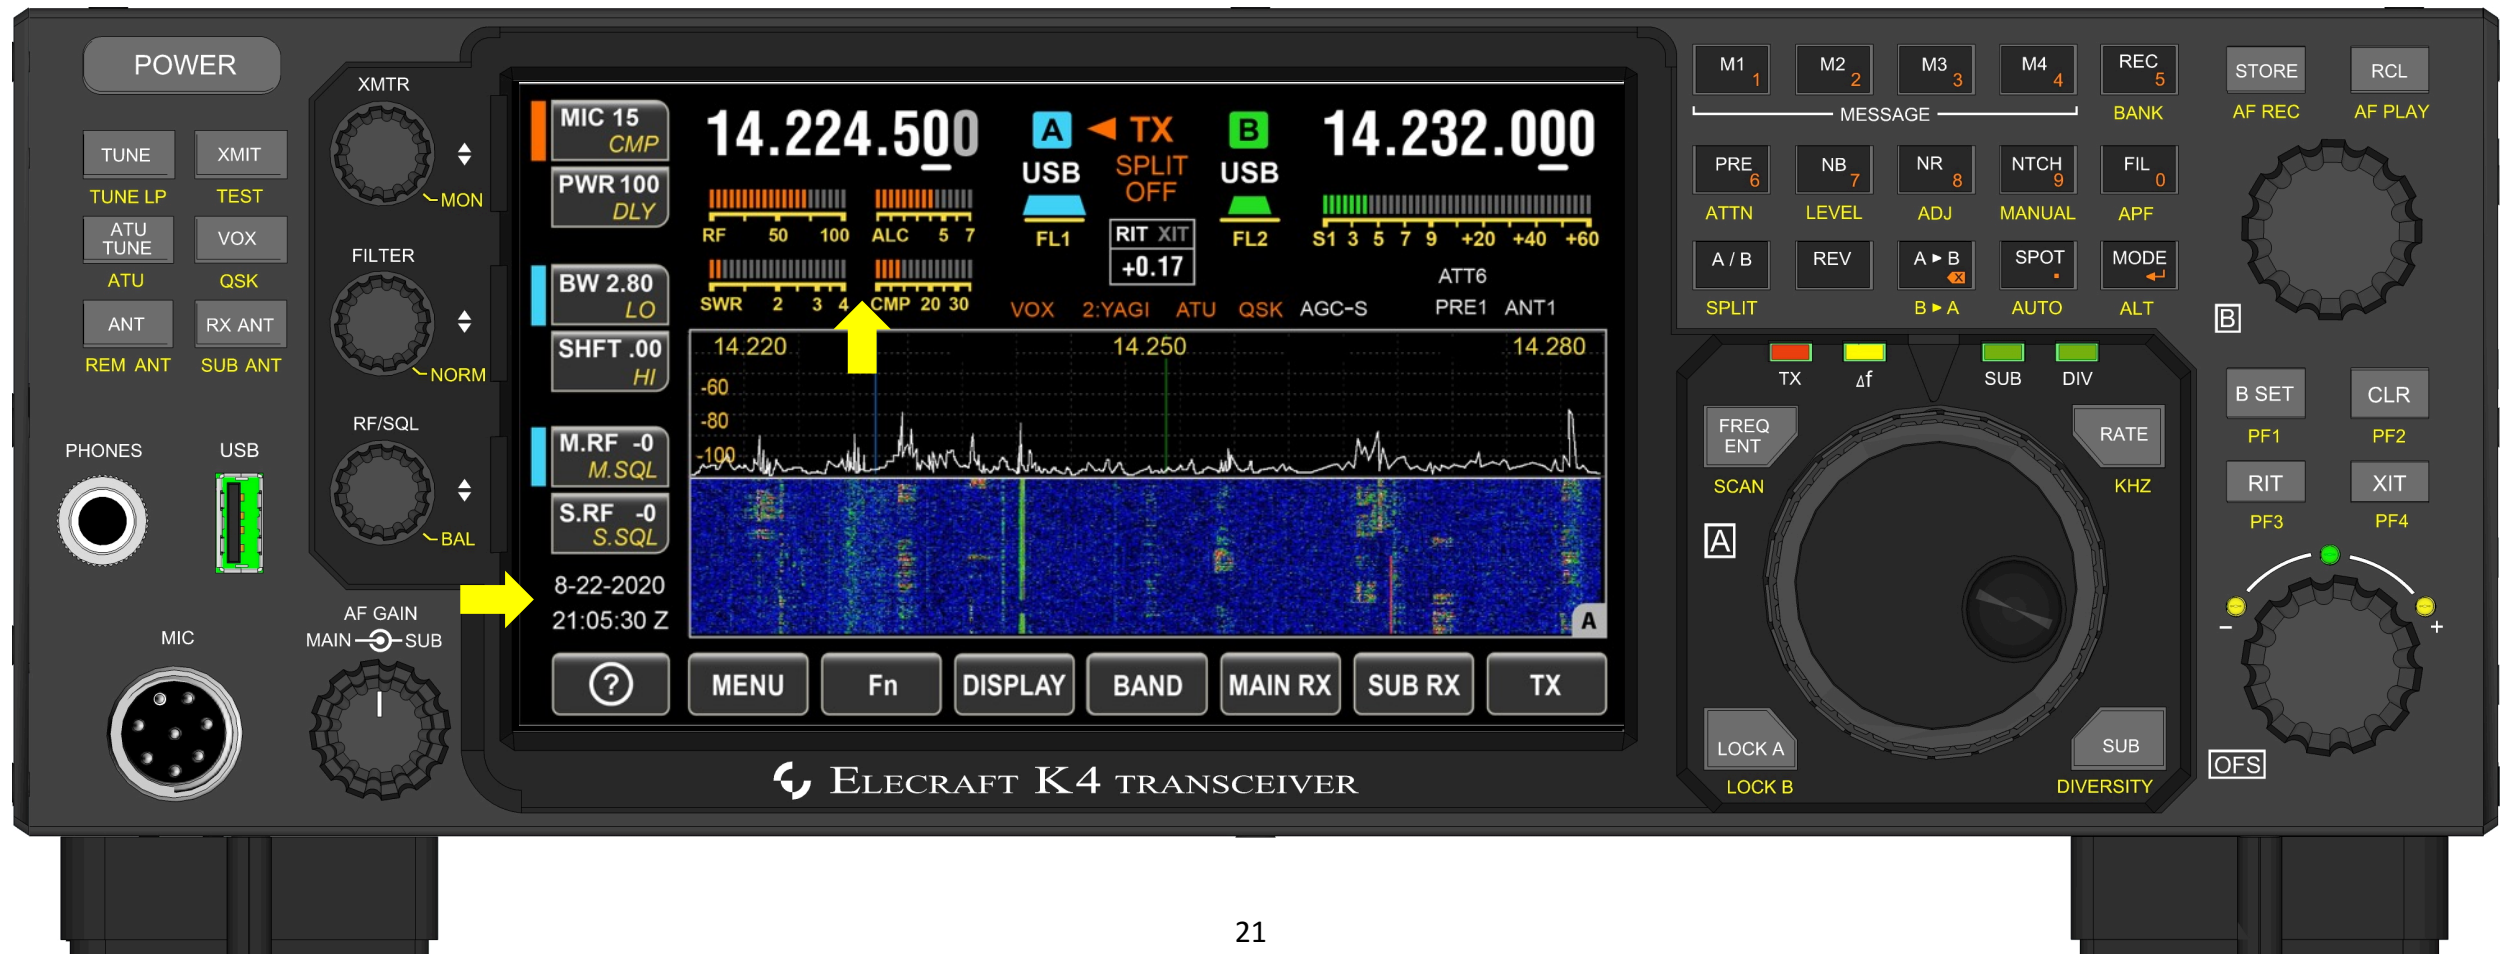 POWER
TUNE
XMIT
TUNE LP
TEST
ATU TUNE
VOX
ATU
QSK
ANT
RX ANT
REM ANT
SUB ANT
PHONES
USB
MIC
XMTR
MON
FILTER
NORM
RF/SQL
BAL
AF GAIN
MAIN
SUB
MIC 15
CMP
PWR 100
DLY
BW 2.80
LO
SHFT .00
HI
M.RF -0
M.SQL
S.RF -0
S.SQL
8-22-2020
21:05:30 Z
14.224.500
A
TX
B
14.232.000
USB
SPLIT
OFF
USB
RF 50 100
ALC 5 7
FL1
RIT XIT
+0.17
FL2
S1 3 5 7 9 +20 +40 +60
SWR 2 3 4
CMP 20 30
ATT6
VOX 2:YAGI ATU QSK AGC-S PRE1 ANT1
14.220 14.250 14.280
-60
-80
-100
A
?
MENU
Fn
DISPLAY
BAND
MAIN RX
SUB RX
TX
ELECRAFT K4 TRANSCEIVER
M1 1
M2 2
M3 3
M4 4
REC 5
MESSAGE
BANK
PRE 6
NB 7
NR 8
NTCH 9
FIL 0
ATTN
LEVEL
ADJ
MANUAL
APF
A / B
REV
A ▸ B
SPOT .
MODE
SPLIT
B ▸ A
AUTO
ALT
STORE
RCL
AF REC
AF PLAY
B
TX
Δf
SUB
DIV
FREQ ENT
RATE
SCAN
KHZ
A
LOCK A
SUB
LOCK B
DIVERSITY
B SET
CLR
PF1
PF2
RIT
XIT
PF3
PF4
−
+
OFS
21